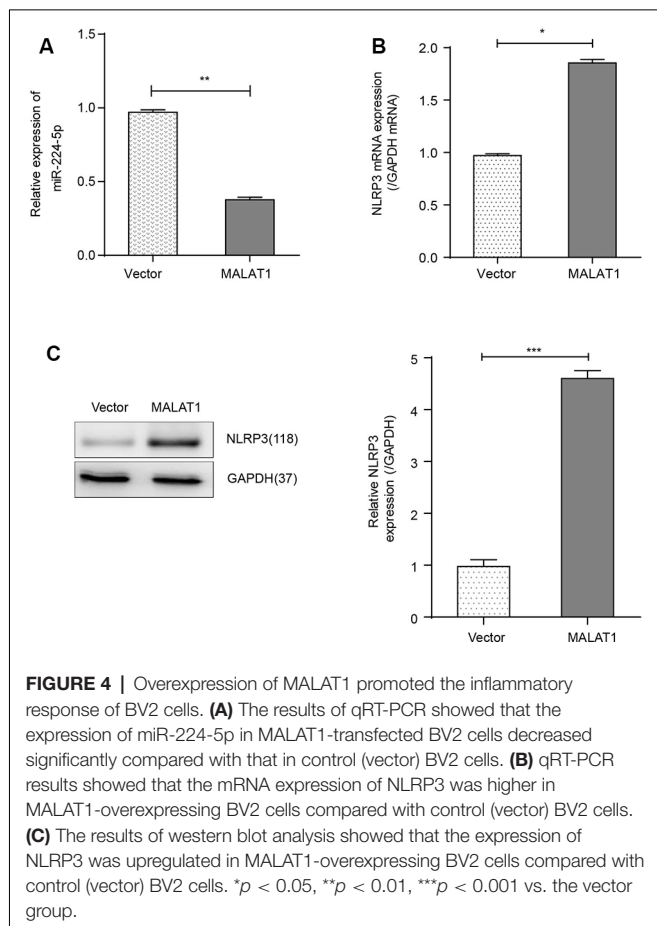 A
Relative expression of
miR-224-5p
1.5
1.0
0.5
0.0
**
Vector
MALAT1
B
NLRP3 mRNA expression
(/GAPDH mRNA)
2.0
1.5
1.0
0.5
0.0
*
Vector
MALAT1
C
Vector
MALAT1
NLRP3(118)
GAPDH(37)
Relative NLRP3
expression (/GAPDH)
5
4
3
2
1
0
***
Vector
MALAT1
FIGURE 4 | Overexpression of MALAT1 promoted the inflammatory
response of BV2 cells. (A) The results of qRT-PCR showed that the
expression of miR-224-5p in MALAT1-transfected BV2 cells decreased
significantly compared with that in control (vector) BV2 cells. (B) qRT-PCR
results showed that the mRNA expression of NLRP3 was higher in
MALAT1-overexpressing BV2 cells compared with control (vector) BV2 cells.
(C) The results of western blot analysis showed that the expression of
NLRP3 was upregulated in MALAT1-overexpressing BV2 cells compared with
control (vector) BV2 cells. *p < 0.05, **p < 0.01, ***p < 0.001 vs. the vector
group.